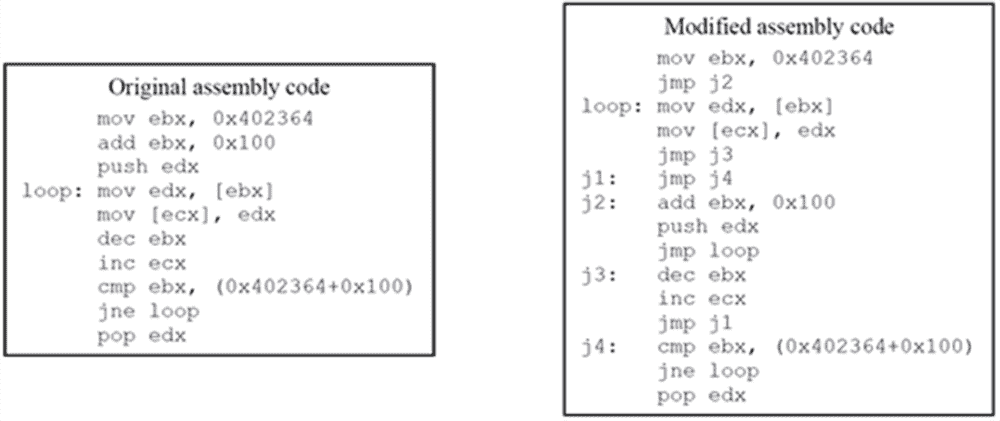 Original assembly code
mov ebx, 0x402364
add ebx, 0x100
push edx
loop: mov edx, [ebx]
mov [ecx], edx
dec ebx
inc ecx
cmp ebx, (0x402364+0x100)
jne loop
pop edx
Modified assembly code
mov ebx, 0x402364
jmp j2
loop: mov edx, [ebx]
mov [ecx], edx
jmp j3
j1: jmp j4
j2: add ebx, 0x100
push edx
jmp loop
j3: dec ebx
inc ecx
jmp j1
j4: cmp ebx, (0x402364+0x100)
jne loop
pop edx